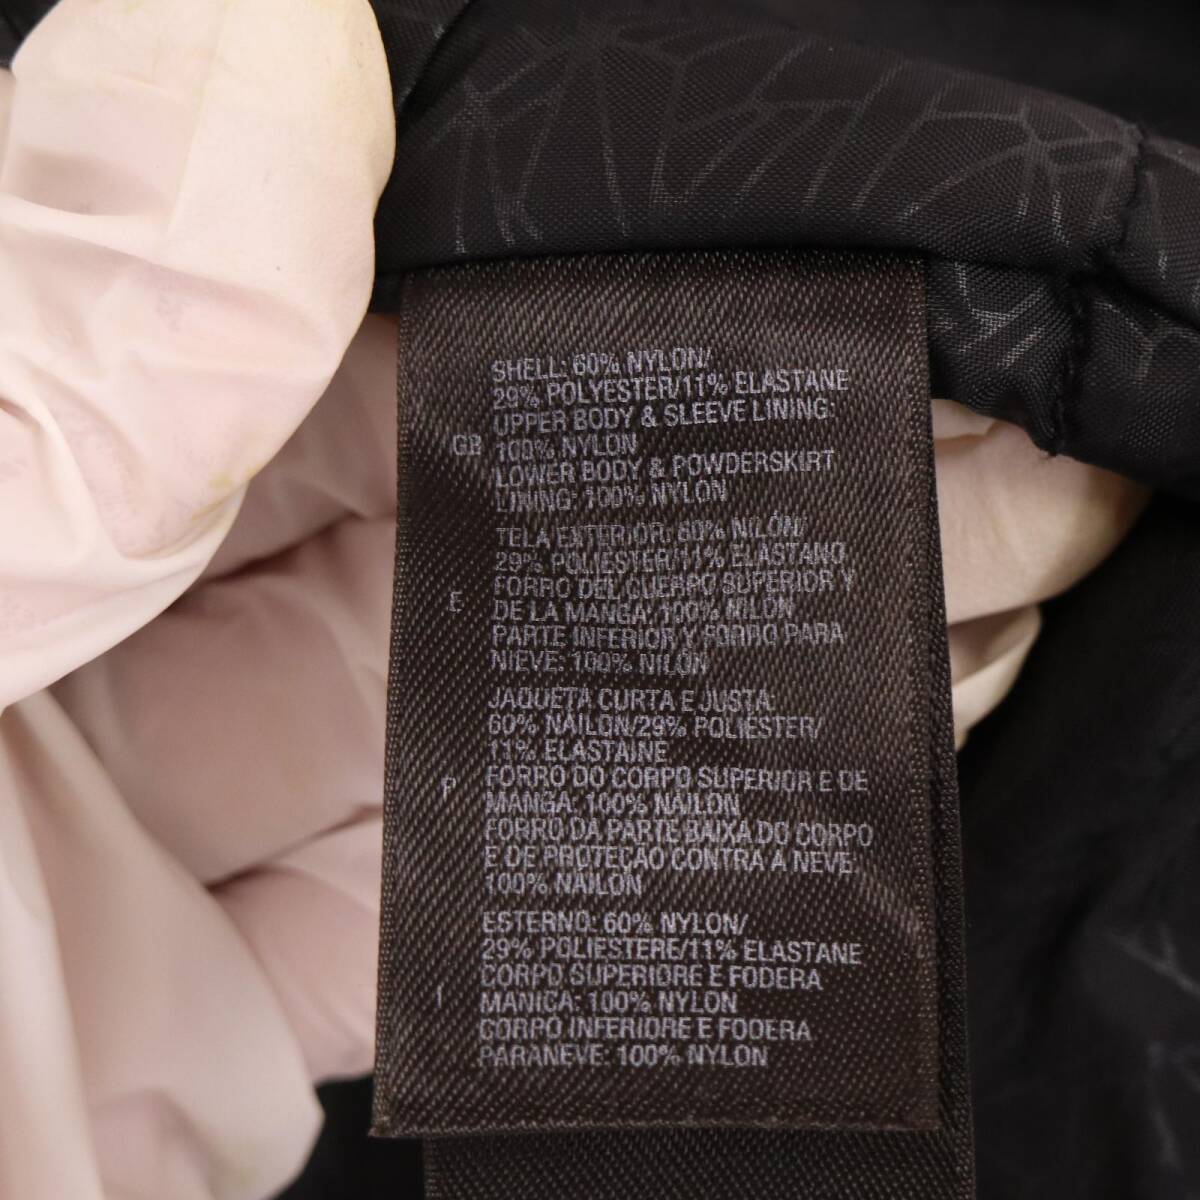 GB
SHELL: 60% NYLON/
29% POLYESTER/11% ELASTANE
UPPER BODY & SLEEVE LINING:
100% NYLON
LOWER BODY & POWDERSKIRT
LINING: 100% NYLON
E
TELA EXTERIOR: 60% NILÓN/
29% POLIESTER/11% ELASTANO
FORRO DEL CUERPO SUPERIOR Y
DE LA MANGA: 100% NILÓN
PARTE INFERIOR Y FORRO PARA
NIEVE: 100% NILÓN
P
JAQUETA CURTA E JUSTA:
60% NÁILON/29% POLIÉSTER/
11% ELASTAINE
FORRO DO CORPO SUPERIOR E DE
MANGA: 100% NÁILON
FORRO DA PARTE BAIXA DO CORPO
E DE PROTEÇÃO CONTRA A NEVE:
100% NÁILON
I
ESTERNO: 60% NYLON/
29% POLIESTERE/11% ELASTANE
CORPO SUPERIORE E FODERA
MANICA: 100% NYLON
CORPO INFERIORE E FODERA
PARANEVE: 100% NYLON